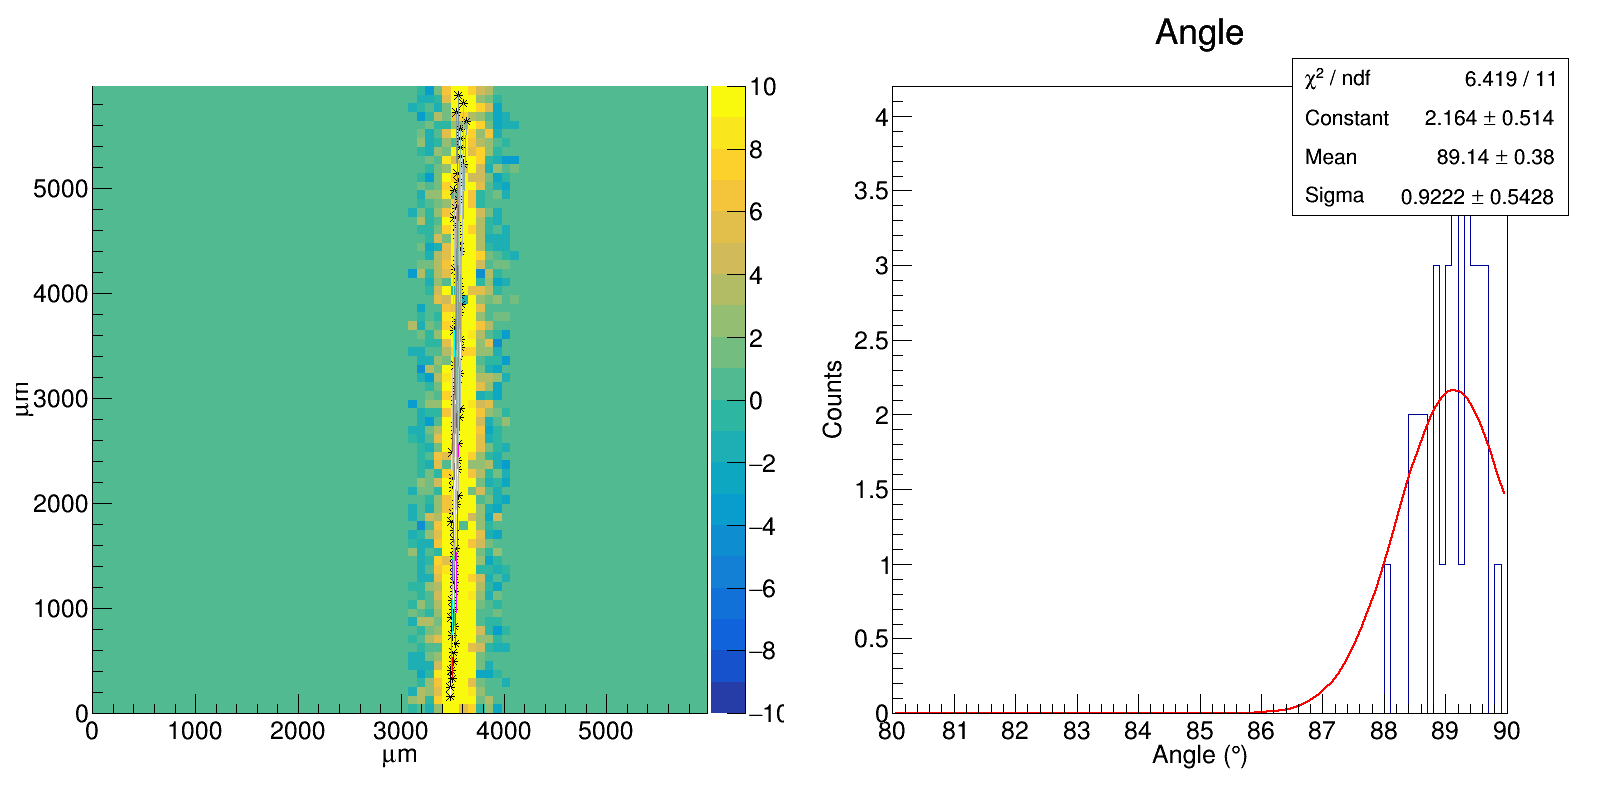 Angle
χ² / ndf 6.419 / 11
Constant 2.164 ± 0.514
Mean 89.14 ± 0.38
Sigma 0.9222 ± 0.5428
10
8
6
4
2
0
−2
−4
−6
−8
−10
5000
4000
3000
2000
1000
0
μm
0 1000 2000 3000 4000 5000
μm
4
3.5
3
2.5
2
1.5
1
0.5
0
Counts
80 81 82 83 84 85 86 87 88 89 90
Angle (°)